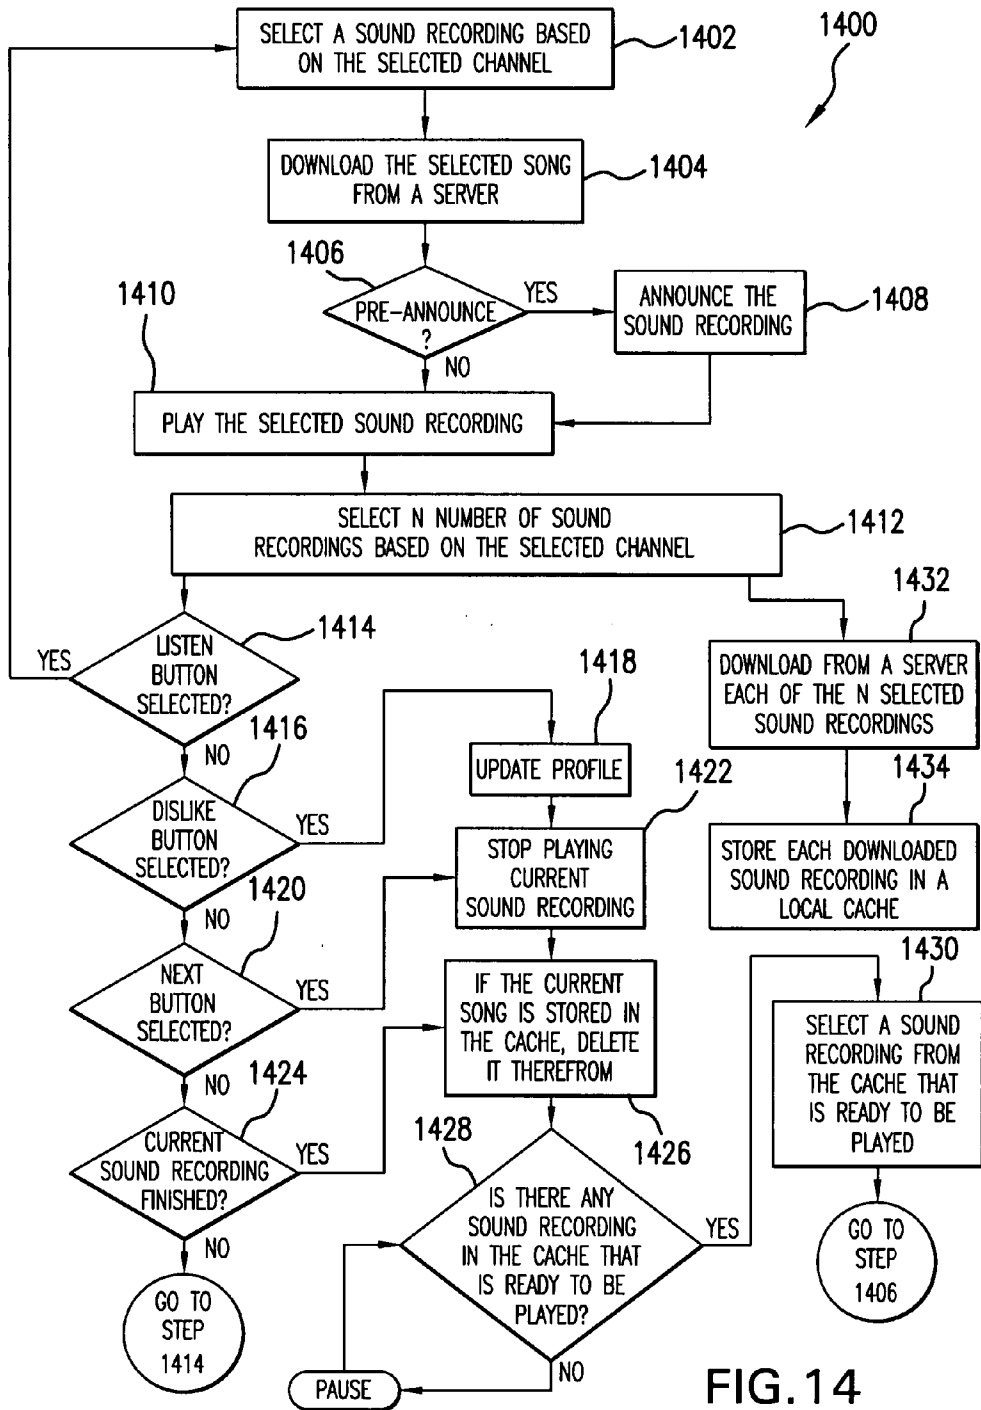 SELECT A SOUND RECORDING BASED
ON THE SELECTED CHANNEL
1402
1400
DOWNLOAD THE SELECTED SONG
FROM A SERVER
1404
1406
PRE-ANNOUNCE
?
YES
NO
ANNOUNCE THE
SOUND RECORDING
1408
1410
PLAY THE SELECTED SOUND RECORDING
SELECT N NUMBER OF SOUND
RECORDINGS BASED ON THE SELECTED CHANNEL
1412
1414
LISTEN
BUTTON
SELECTED?
YES
NO
1432
DOWNLOAD FROM A SERVER
EACH OF THE N SELECTED
SOUND RECORDINGS
1416
DISLIKE
BUTTON
SELECTED?
YES
NO
1418
UPDATE PROFILE
1422
STOP PLAYING
CURRENT
SOUND RECORDING
1434
STORE EACH DOWNLOADED
SOUND RECORDING IN A
LOCAL CACHE
1420
NEXT
BUTTON
SELECTED?
YES
NO
IF THE CURRENT
SONG IS STORED IN
THE CACHE, DELETE
IT THEREFROM
1426
1430
SELECT A SOUND
RECORDING FROM
THE CACHE THAT
IS READY TO BE
PLAYED
1424
CURRENT
SOUND RECORDING
FINISHED?
YES
NO
1428
IS THERE ANY
SOUND RECORDING
IN THE CACHE THAT
IS READY TO BE
PLAYED?
YES
NO
GO TO
STEP
1406
GO TO
STEP
1414
PAUSE
FIG.14